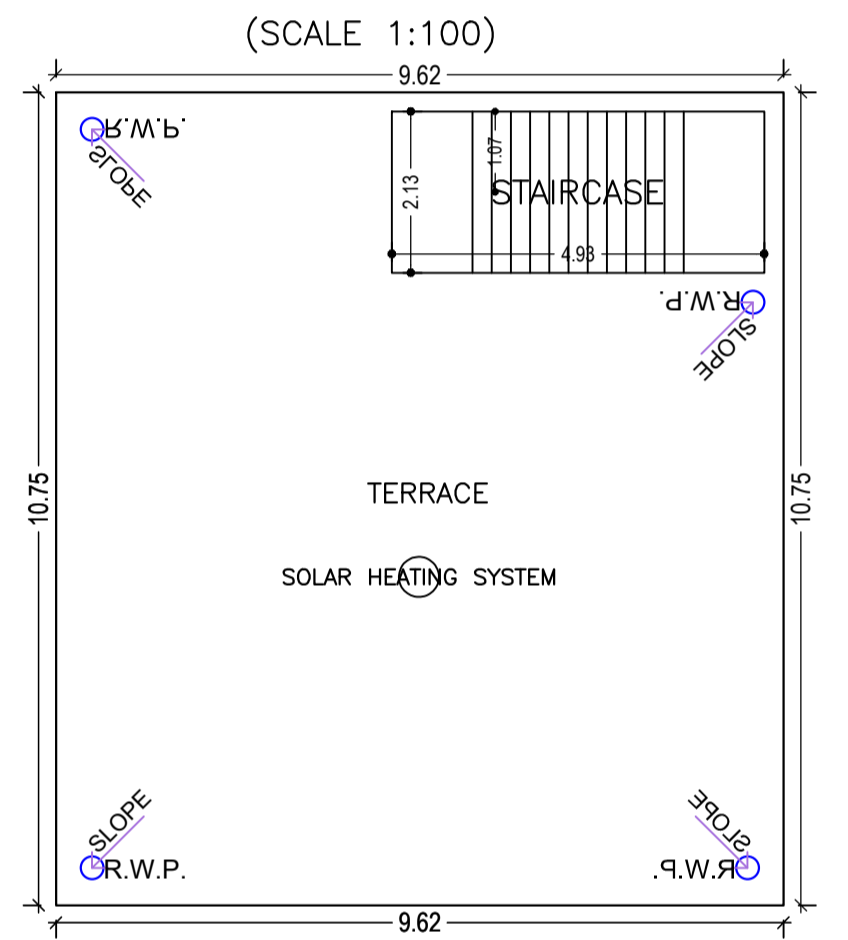 (SCALE 1:100)
9.62
R.W.P.
SLOPE
2.13
1.07
STAIRCASE
4.93
R.W.P.
SLOPE
10.75
10.75
TERRACE
SOLAR HEATING SYSTEM
SLOPE
R.W.P.
SLOPE
R.W.P.
9.62